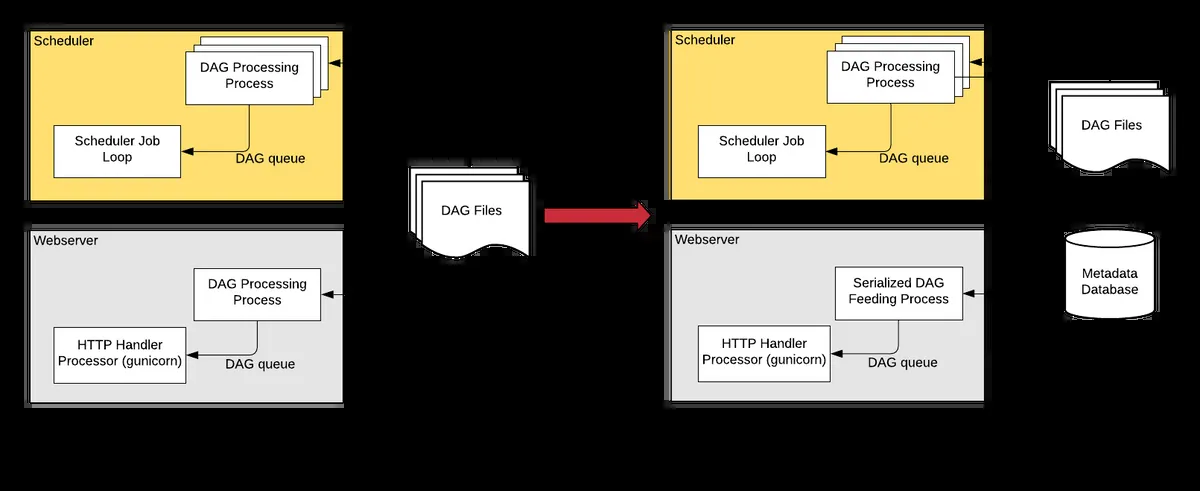 Scheduler
DAG Processing
Process
Scheduler Job
Loop
DAG queue
Webserver
DAG Processing
Process
HTTP Handler
Processor (gunicorn)
DAG queue
DAG Files
Scheduler
DAG Processing
Process
Scheduler Job
Loop
DAG queue
Webserver
Serialized DAG
Feeding Process
HTTP Handler
Processor (gunicorn)
DAG queue
DAG Files
Metadata
Database